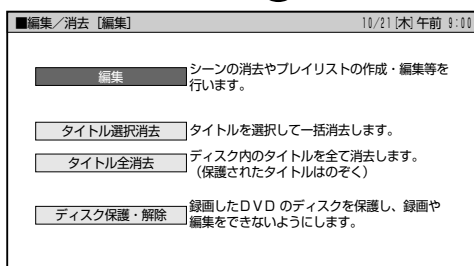 ■編集／消去［編集］ 10/21[木]午前 9:00
編集 シーンの消去やプレイリストの作成・編集等を
行います。
タイトル選択消去 タイトルを選択して一括消去します。
タイトル全消去 ディスク内のタイトルを全て消去します。
（保護されたタイトルはのぞく）
ディスク保護・解除 録画したＤＶＤ のディスクを保護し、録画や
編集をできないようにします。